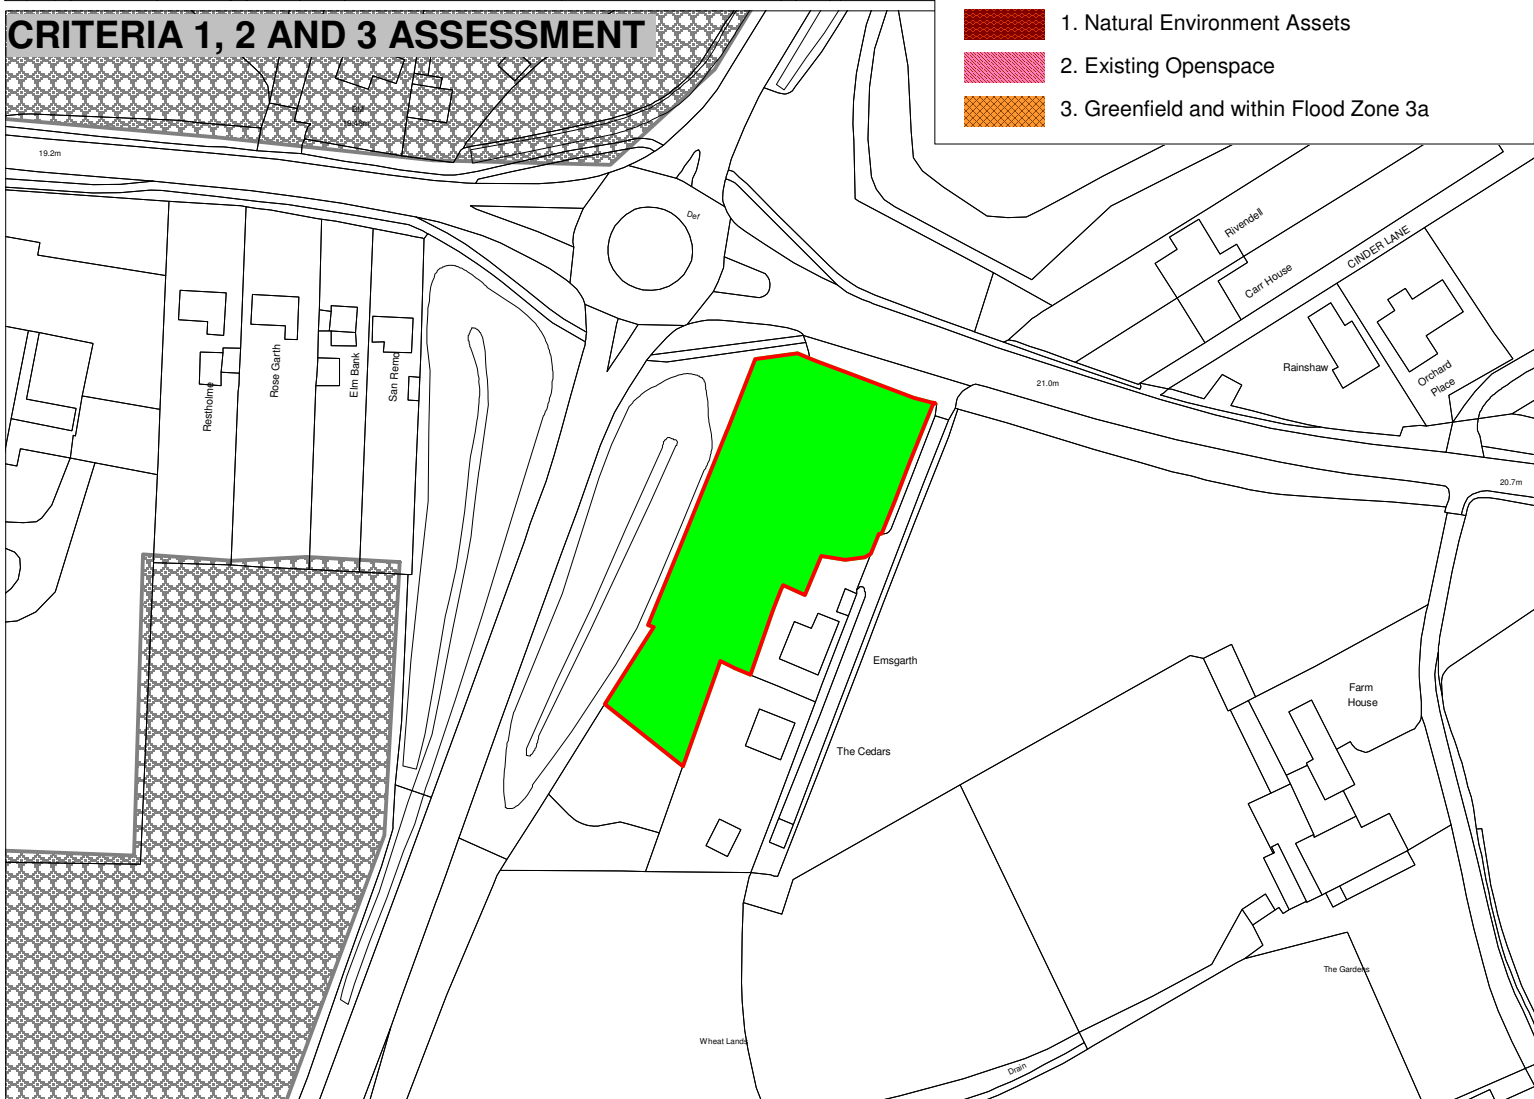 CRITERIA 1, 2 AND 3 ASSESSMENT
1. Natural Environment Assets
2. Existing Openspace
3. Greenfield and within Flood Zone 3a
BM
19.2m
Def
Rivendell
CINDER LANE
Carr House
Restholme
Rose Garth
Elm Bank
San Remo
Rainshaw
Orchard
Place
21.0m
20.7m
Emsgarth
Farm
House
The Cedars
The Gardens
Wheat Lands
Drain